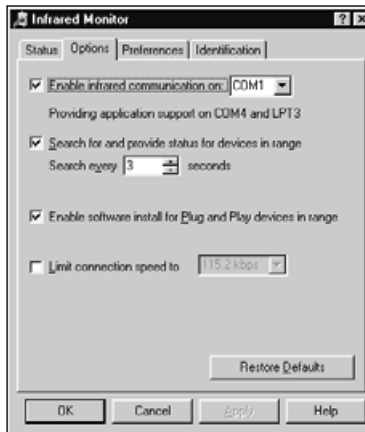 Infrared Monitor
Status Options Preferences Identification
Enable infrared communication on: COM1
Providing application support on COM4 and LPT3
Search for and provide status for devices in range
Search every 3 seconds
Enable software install for Plug and Play devices in range
Limit connection speed to 115.2 kbps
Restore Defaults
OK Cancel Apply Help